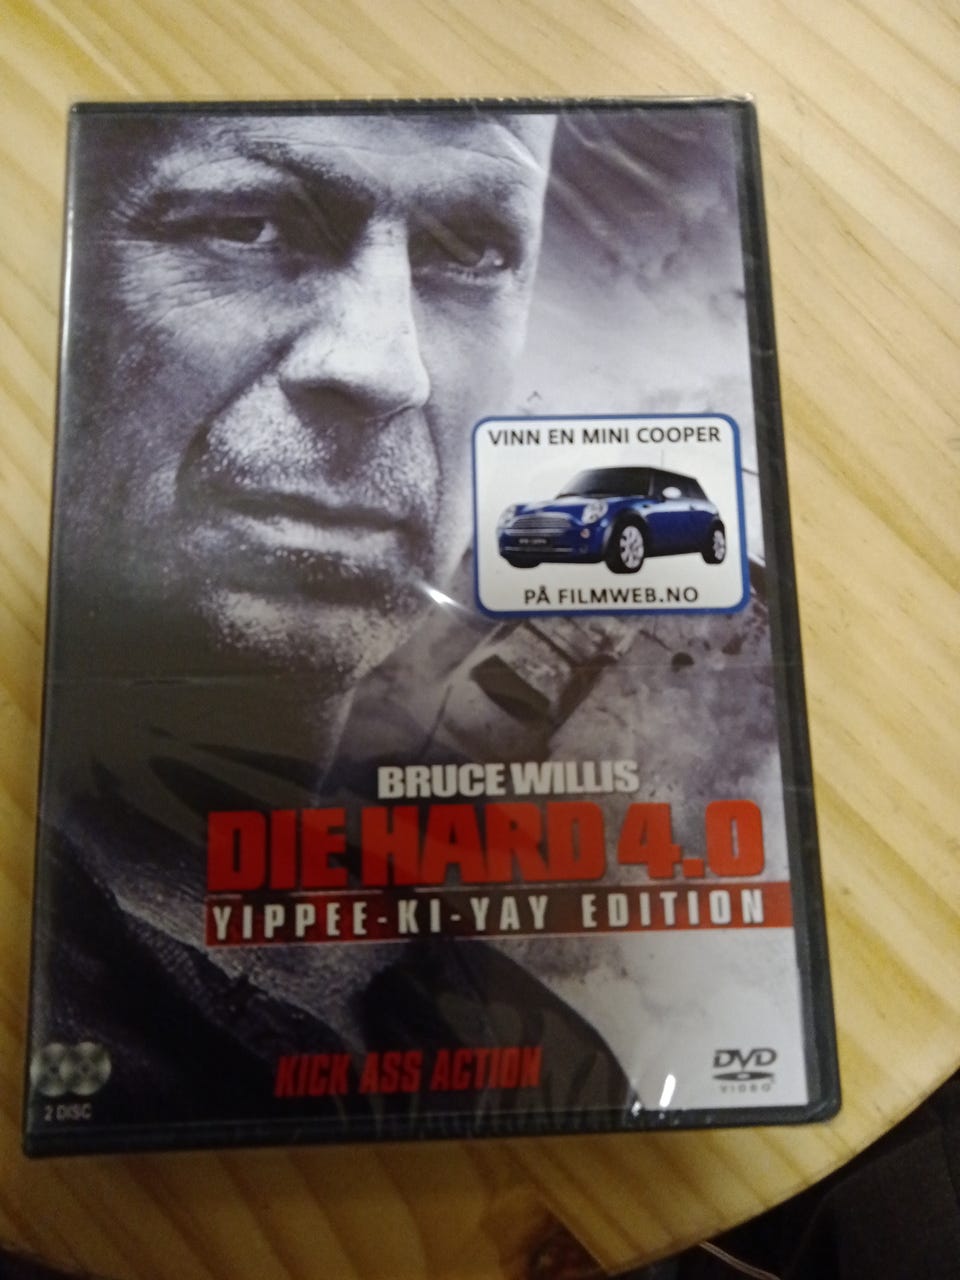 VINN EN MINI COOPER
PÅ FILMWEB.NO
BRUCE WILLIS
DIE HARD 4.0
YIPPEE-KI-YAY EDITION
KICK ASS ACTION
DVD
VIDEO
2 DISC